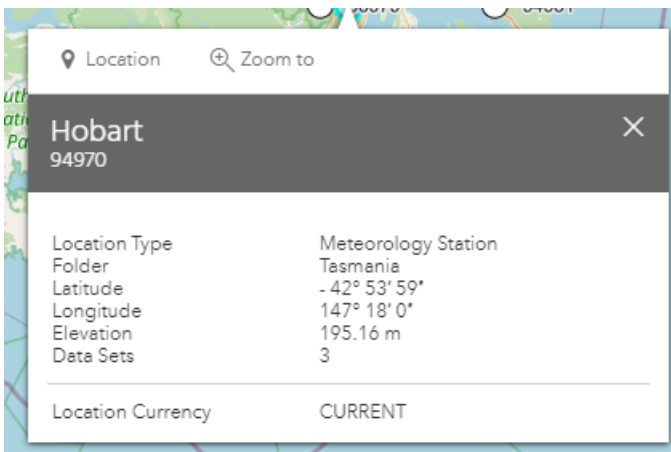 Location Zoom to
Hobart
94970
Location Type Meteorology Station
Folder Tasmania
Latitude - 42° 53' 59"
Longitude 147° 18' 0"
Elevation 195.16 m
Data Sets 3
Location Currency CURRENT